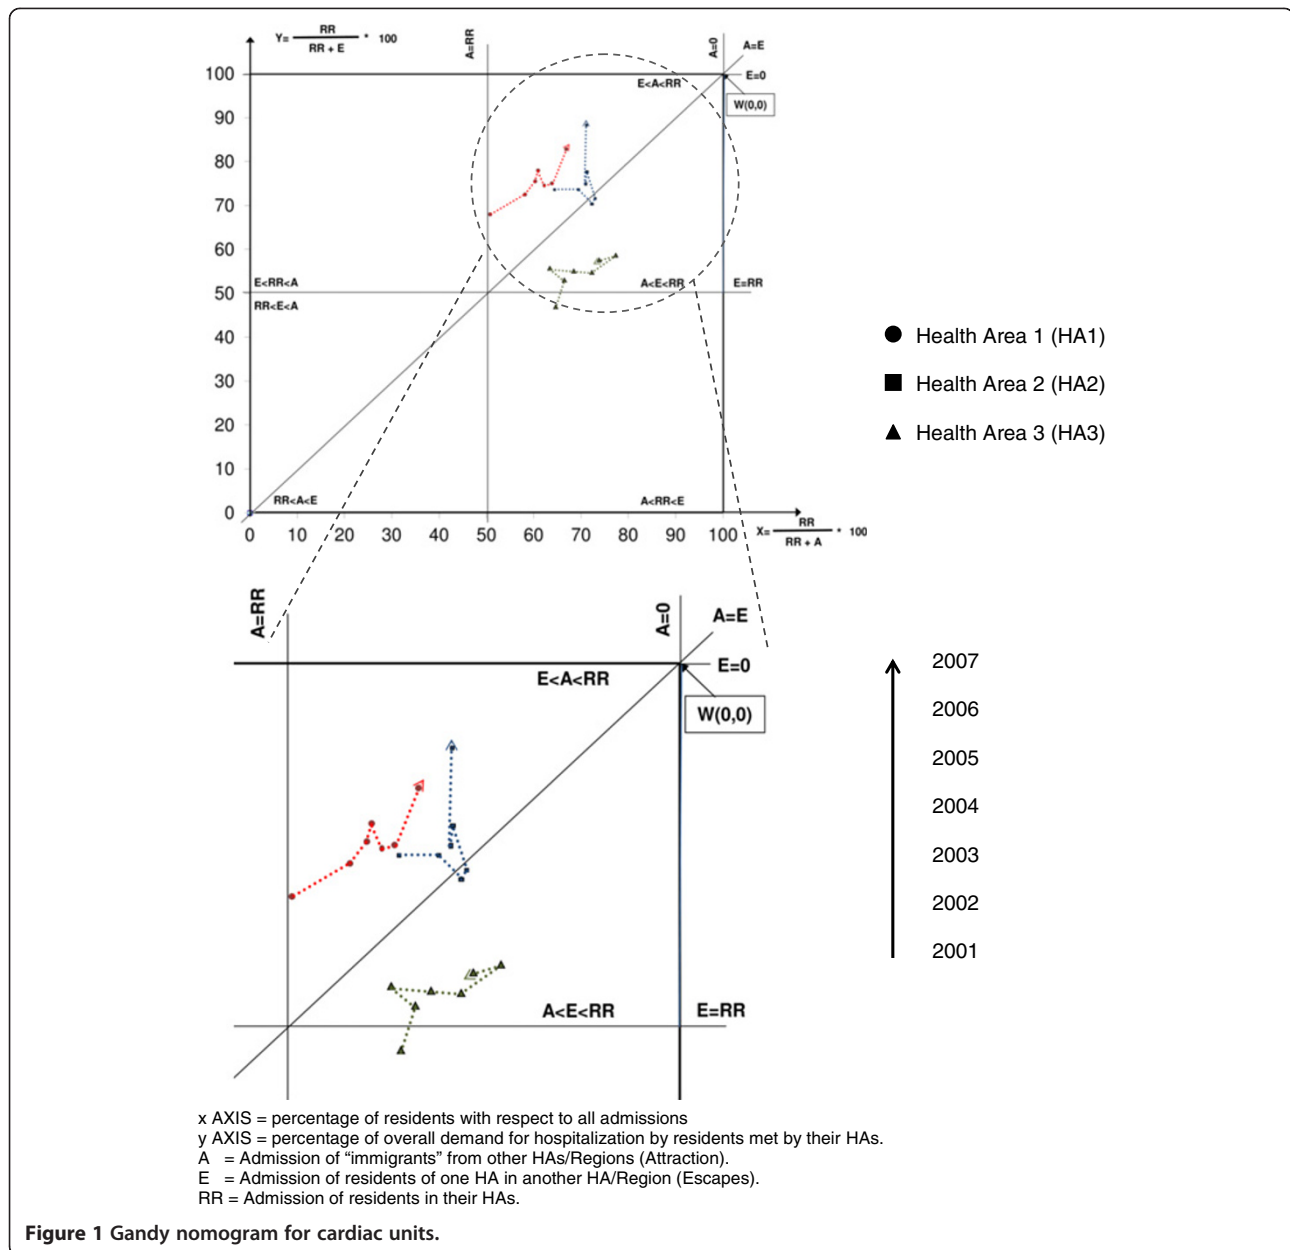 Y= RR / RR + E * 100
A=RR
A=0
A=E
100
E<A<RR
E=0
W(0,0)
90
80
70
60
50
E<RR<A
A<E<RR
E=RR
RR<E<A
40
30
20
10
0
RR<A<E
A<RR<E
0 10 20 30 40 50 60 70 80 90 100
X= RR / RR + A * 100
Health Area 1 (HA1)
Health Area 2 (HA2)
Health Area 3 (HA3)
A=RR
A=0
A=E
E=0
E<A<RR
W(0,0)
A<E<RR
E=RR
2007
2006
2005
2004
2003
2002
2001
x AXIS = percentage of residents with respect to all admissions
y AXIS = percentage of overall demand for hospitalization by residents met by their HAs.
A = Admission of “immigrants” from other HAs/Regions (Attraction).
E = Admission of residents of one HA in another HA/Region (Escapes).
RR = Admission of residents in their HAs.
Figure 1 Gandy nomogram for cardiac units.